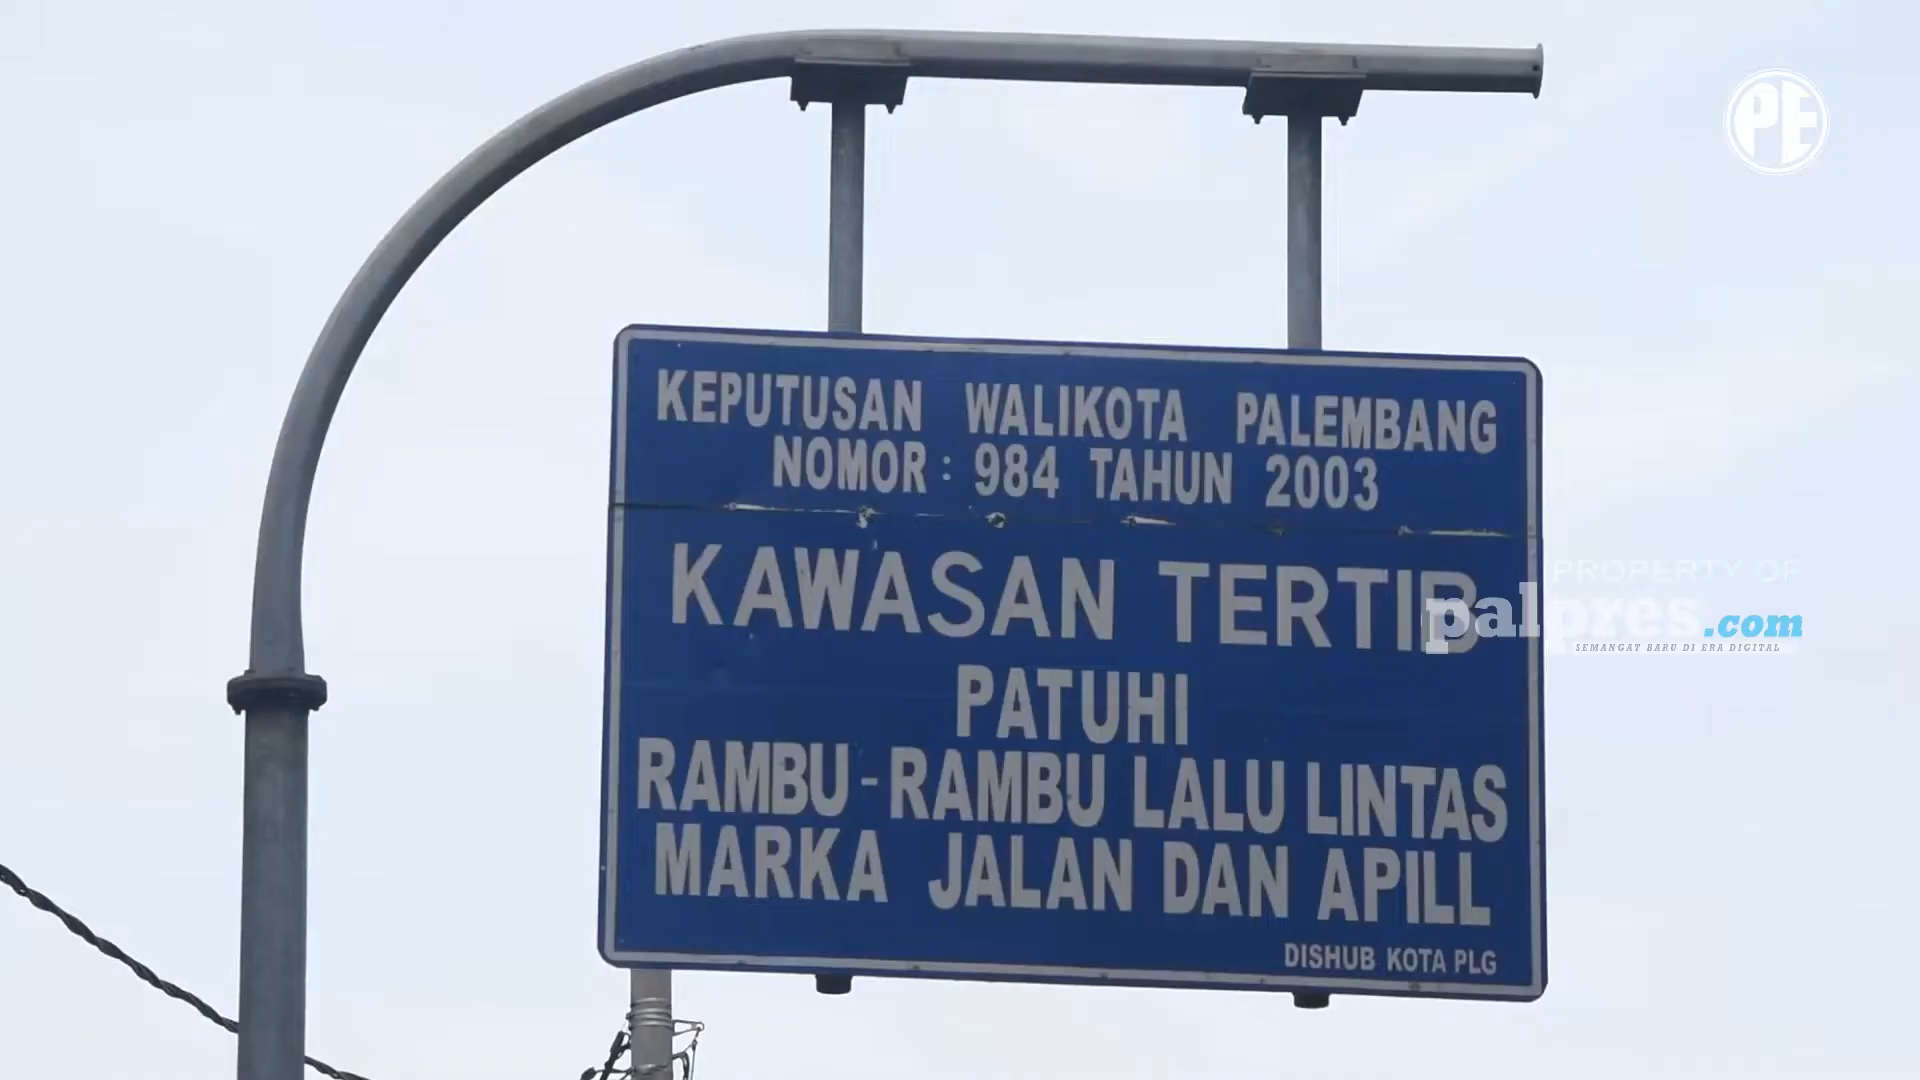 PE
KEPUTUSAN WALIKOTA PALEMBANG
NOMOR : 984 TAHUN 2003
KAWASAN TERTIB
PATUHI
RAMBU-RAMBU LALU LINTAS
MARKA JALAN DAN APILL
DISHUB KOTA PLG
PROPERTY OF
palpres.com
SEMANGAT BARU DI ERA DIGITAL